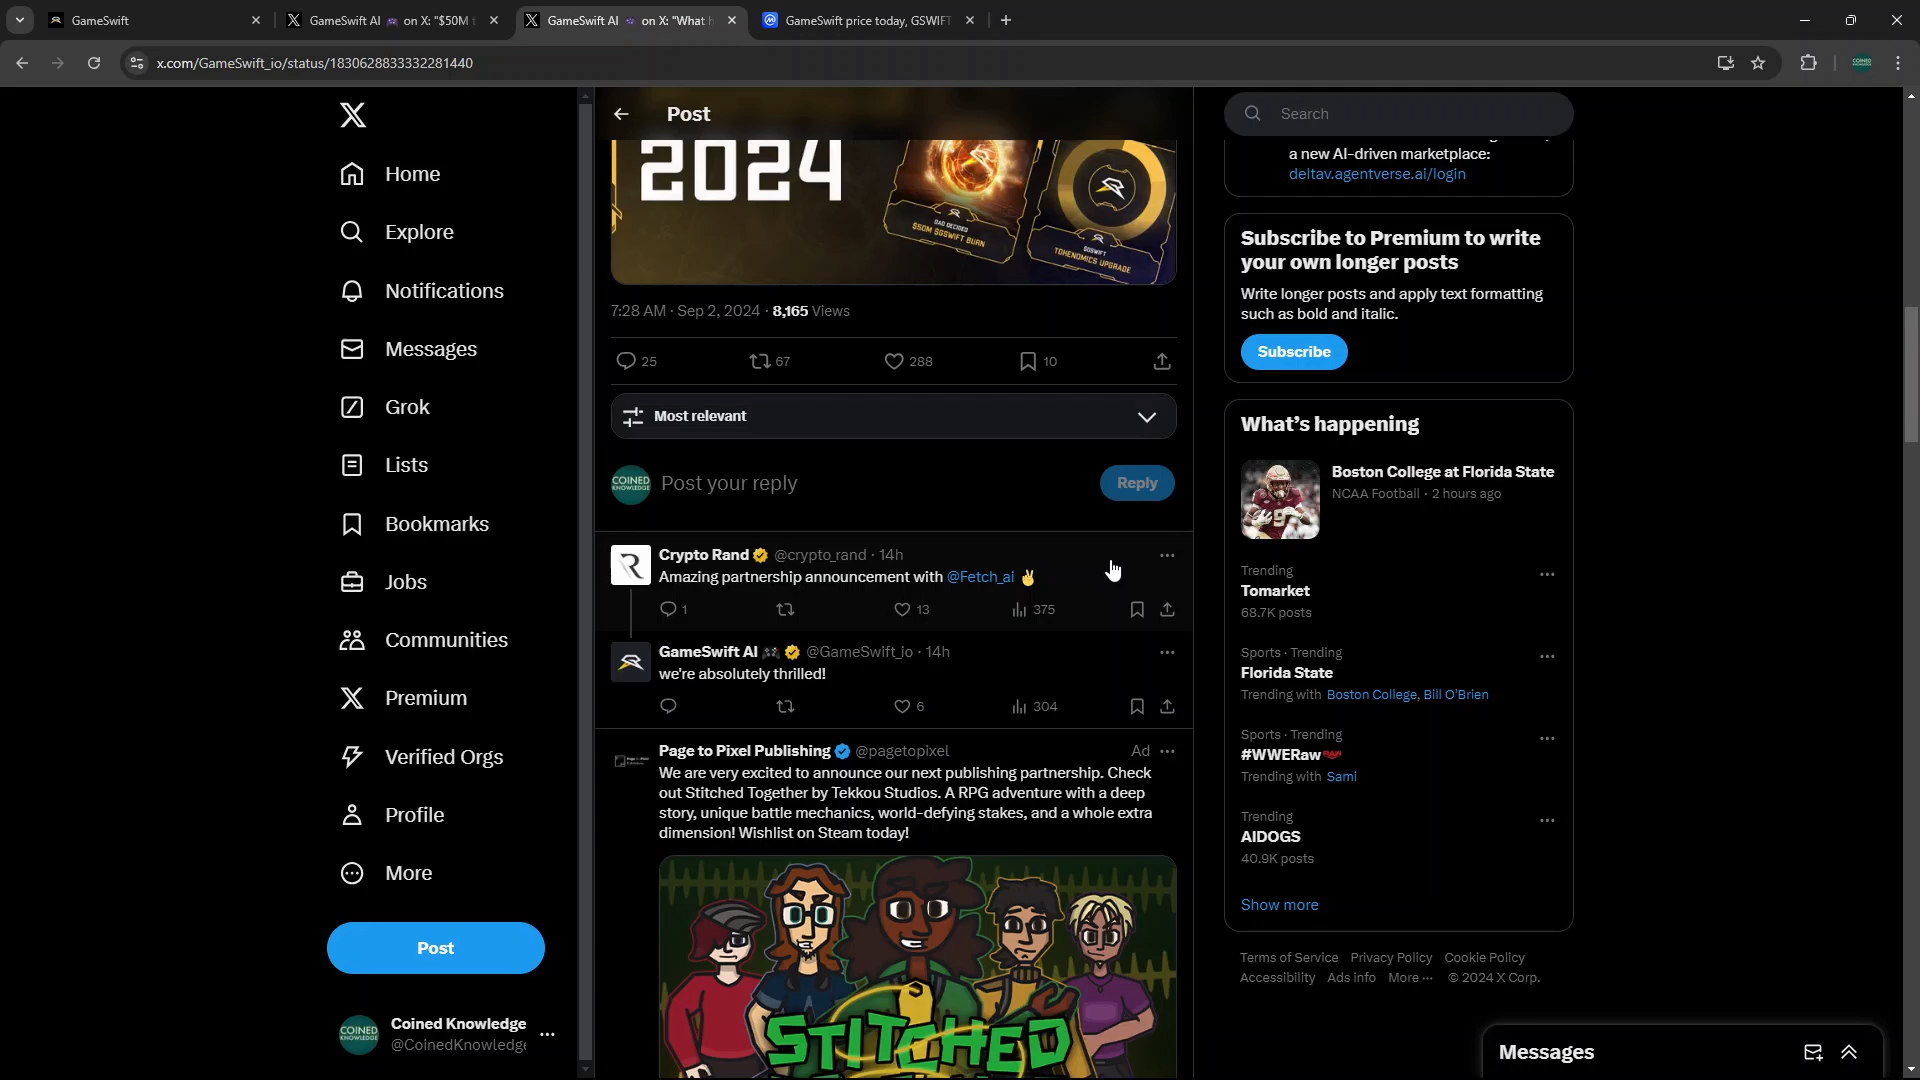 GameSwift
GameSwift AI 🎮 on X: "$50M
GameSwift AI 🎮 on X: "What h
GameSwift price today, GSWIFT
x.com/GameSwift_io/status/1830628833332281440
Home
Explore
Notifications
Messages
Grok
Lists
Bookmarks
Jobs
Communities
Premium
Verified Orgs
Profile
More
Post
Coined Knowledge
@CoinedKnowledge
Post
2024
DAO DECIDED
$50M $GSWIFT BURN
$GSWIFT
TOKENOMICS UPGRADE
7:28 AM · Sep 2, 2024 · 8,165 Views
25
67
288
10
Most relevant
COINED
KNOWLEDGE
Post your reply
Reply
Crypto Rand @crypto_rand · 14h
Amazing partnership announcement with @Fetch_ai ✌
1
13
375
GameSwift AI 🎮 @GameSwift_io · 14h
we're absolutely thrilled!
6
304
Page to Pixel Publishing @pagetopixel
Ad
We are very excited to announce our next publishing partnership. Check
out Stitched Together by Tekkou Studios. A RPG adventure with a deep
story, unique battle mechanics, world-defying stakes, and a whole extra
dimension! Wishlist on Steam today!
STITCHED
Search
a new AI-driven marketplace:
deltav.agentverse.ai/login
Subscribe to Premium to write
your own longer posts
Write longer posts and apply text formatting
such as bold and italic.
Subscribe
What's happening
Boston College at Florida State
NCAA Football · 2 hours ago
Trending
Tomarket
68.7K posts
Sports · Trending
Florida State
Trending with Boston College, Bill O'Brien
Sports · Trending
#WWERaw
Trending with Sami
Trending
AIDOGS
40.9K posts
Show more
Terms of Service Privacy Policy Cookie Policy
Accessibility Ads info More ··· © 2024 X Corp.
Messages